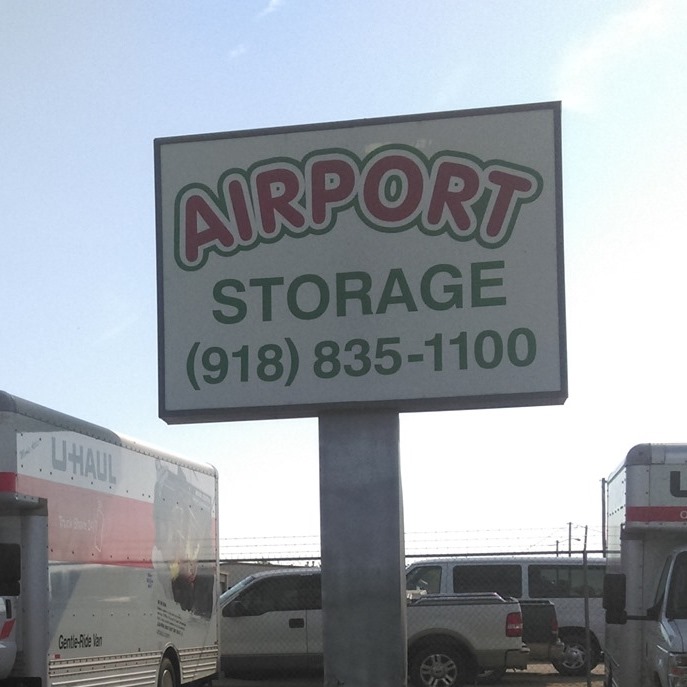 AIRPORT
STORAGE
(918) 835-1100
U-HAUL
Gentle-Ride Van
U